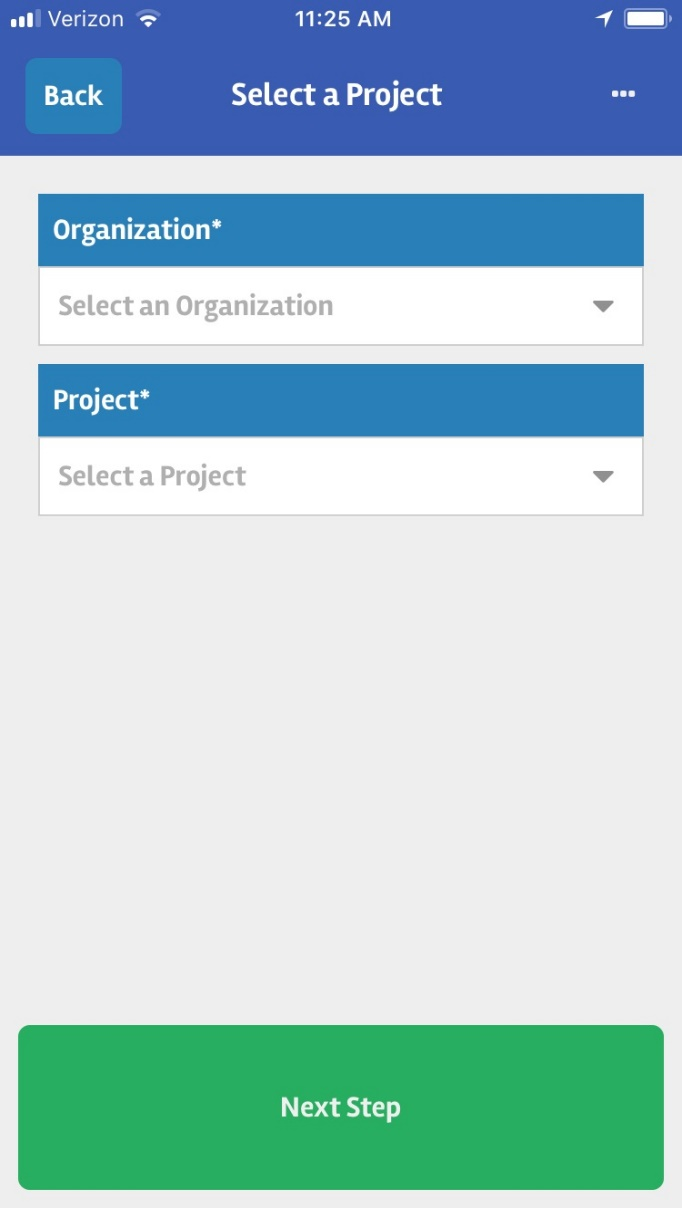 Verizon 11:25 AM
Back Select a Project
Organization*
Select an Organization
Project*
Select a Project
Next Step